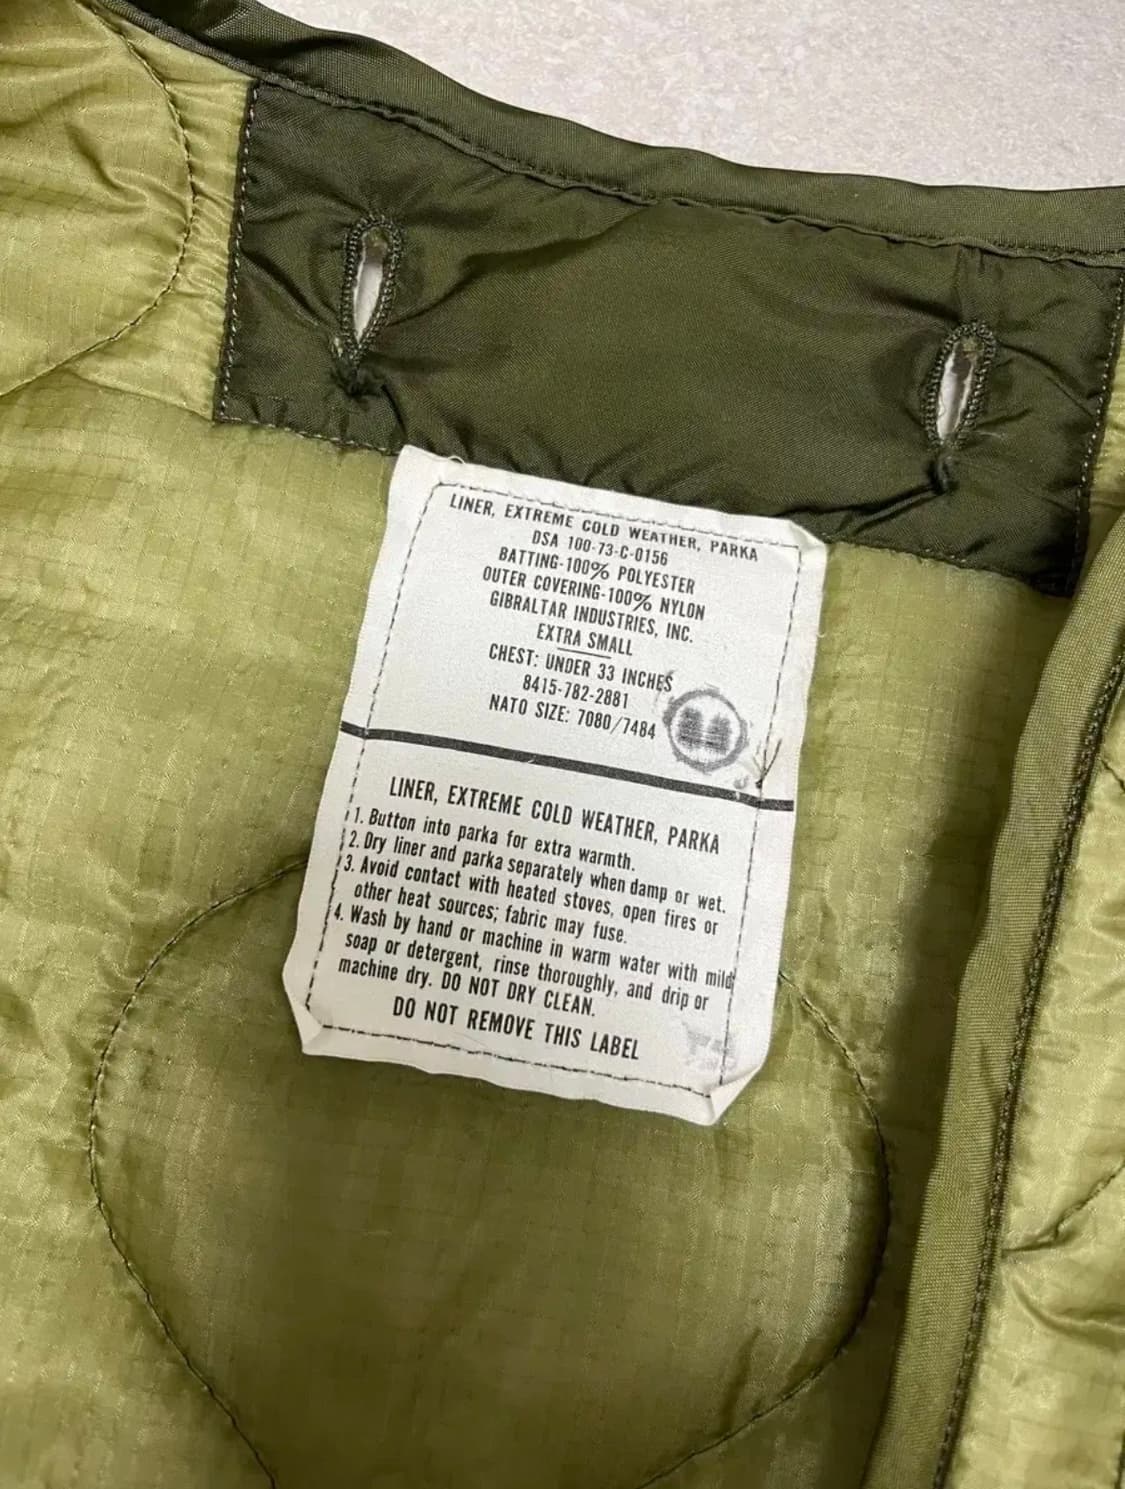 LINER, EXTREME COLD WEATHER, PARKA
DSA 100-73-C-0156
BATTING-100% POLYESTER
OUTER COVERING-100% NYLON
GIBRALTAR INDUSTRIES, INC.
EXTRA SMALL
CHEST: UNDER 33 INCHES
8415-782-2881
NATO SIZE: 7080/7484
LINER, EXTREME COLD WEATHER, PARKA
1. Button into parka for extra warmth.
2. Dry liner and parka separately when damp or wet.
3. Avoid contact with heated stoves, open fires or
other heat sources; fabric may fuse.
4. Wash by hand or machine in warm water with mild
soap or detergent, rinse thoroughly, and drip or
machine dry. DO NOT DRY CLEAN.
DO NOT REMOVE THIS LABEL